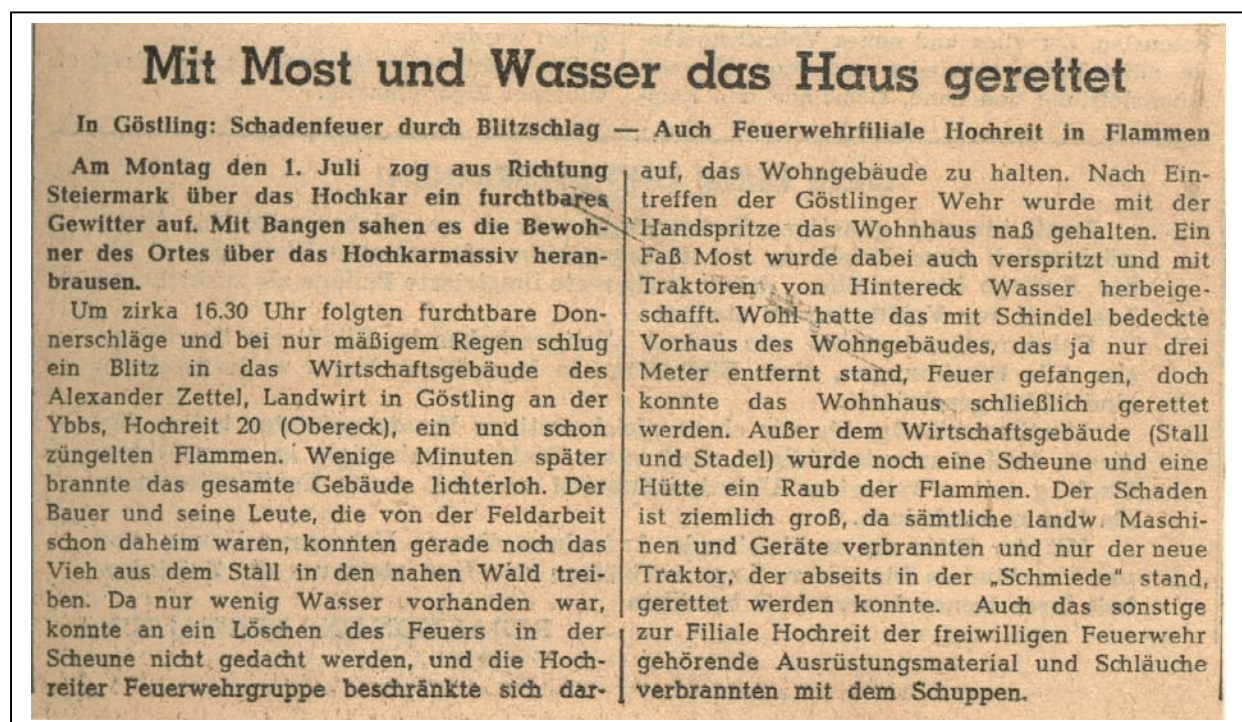 Mit Most und Wasser das Haus gerettet
In Göstling: Schadenfeuer durch Blitzschlag — Auch Feuerwehrfiliale Hochreit in Flammen
Am Montag den 1. Juli zog aus Richtung
Steiermark über das Hochkar ein furchtbares
Gewitter auf. Mit Bangen sahen es die Bewoh-
ner des Ortes über das Hochkarmassiv heran-
brausen.
Um zirka 16.30 Uhr folgten furchtbare Don-
nerschläge und bei nur mäßigem Regen schlug
ein Blitz in das Wirtschaftsgebäude des
Alexander Zettel, Landwirt in Göstling an der
Ybbs, Hochreit 20 (Obereck), ein und schon
züngelten Flammen. Wenige Minuten später
brannte das gesamte Gebäude lichterloh. Der
Bauer und seine Leute, die von der Feldarbeit
schon daheim waren, konnten gerade noch das
Vieh aus dem Stall in den nahen Wald trei-
ben. Da nur wenig Wasser vorhanden war,
konnte an ein Löschen des Feuers in der
Scheune nicht gedacht werden, und die Hoch-
reiter Feuerwehrgruppe beschränkte sich dar-
auf, das Wohngebäude zu halten. Nach Ein-
treffen der Göstlinger Wehr wurde mit der
Handspritze das Wohnhaus naß gehalten. Ein
Faß Most wurde dabei auch verspritzt und mit
Traktoren von Hintereck Wasser herbeige-
schafft. Wohl hatte das mit Schindel bedeckte
Vorhaus des Wohngebäudes, das ja nur drei
Meter entfernt stand, Feuer gefangen, doch
konnte das Wohnhaus schließlich gerettet
werden. Außer dem Wirtschaftsgebäude (Stall
und Stadel) wurde noch eine Scheune und eine
Hütte ein Raub der Flammen. Der Schaden
ist ziemlich groß, da sämtliche landw. Maschi-
nen und Geräte verbrannten und nur der neue
Traktor, der abseits in der „Schmiede" stand,
gerettet werden konnte. Auch das sonstige
zur Filiale Hochreit der freiwilligen Feuerwehr
gehörende Ausrüstungsmaterial und Schläuche
verbrannten mit dem Schuppen.